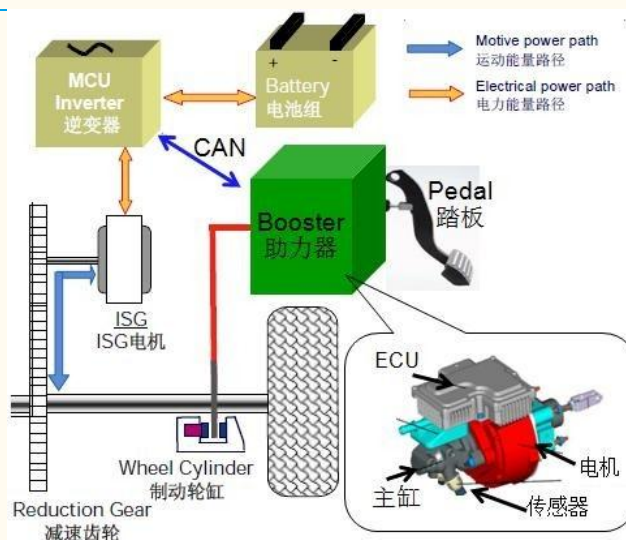 MCU
Inverter
逆变器
+ -
Battery
电池组
Motive power path
运动能量路径
Electrical power path
电力能量路径
CAN
Booster
助力器
Pedal
踏板
ISG
ISG电机
Wheel Cylinder
制动轮缸
Reduction Gear
减速齿轮
ECU
电机
主缸
传感器